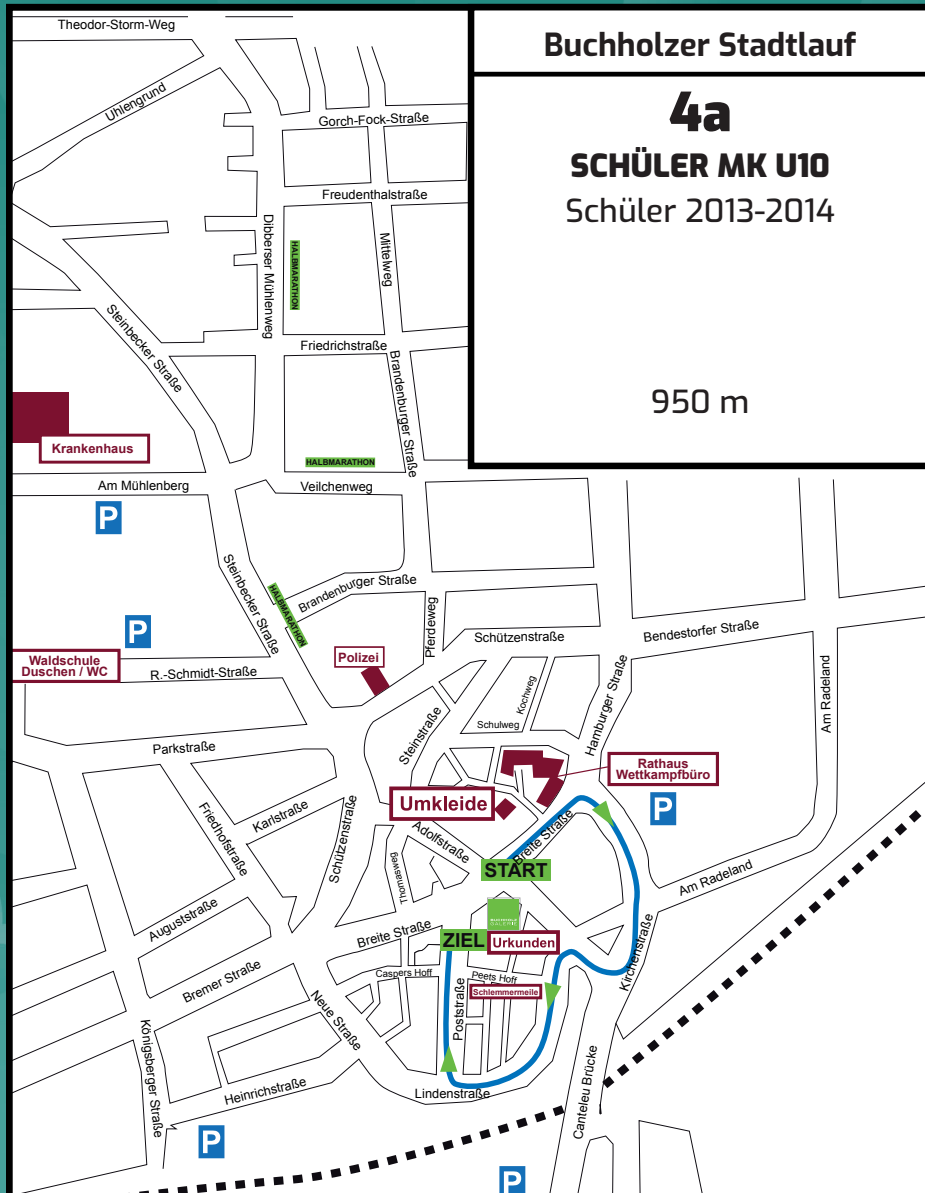 Theodor-Storm-Weg
Buchholzer Stadtlauf
4a
SCHÜLER MK U10
Schüler 2013-2014
950 m
Uhlengrund
Gorch-Fock-Straße
Freudenthalstraße
Dibberser Mühlenweg
HALBMARATHON
Mittelweg
Steinbecker Straße
Friedrichstraße
Brandenburger Straße
Krankenhaus
HALBMARATHON
Am Mühlenberg
Veilchenweg
P
Steinbecker Straße
HALBMARATHON
Brandenburger Straße
Pferdeweg
P
Schützenstraße
Bendestorfer Straße
Waldschule
Duschen / WC
R.-Schmidt-Straße
Polizei
Kochweg
Hamburger Straße
Am Radeland
Steinstraße
Schulweg
Parkstraße
Rathaus
Wettkampfbüro
Umkleide
P
Friedhofstraße
Karlstraße
Schützenstraße
Adolfstraße
Breite Straße
Thomasweg
START
Am Radeland
Auguststraße
BUCHHOLZ
GALERIE
Breite Straße
ZIEL
Urkunden
Kirchenstraße
Bremer Straße
Caspers Hoff
Peets Hoff
Schlemmermeile
Neue Straße
Poststraße
Königsberger Straße
Heinrichstraße
Lindenstraße
Canteleu Brücke
P
P